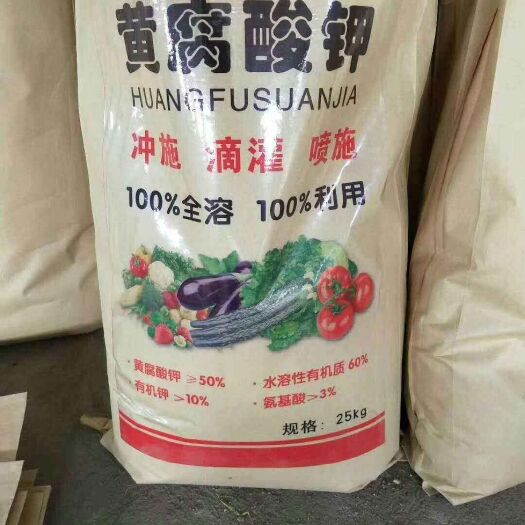 黄腐酸钾
HUANGFUSUANJIA
冲施 滴灌 喷施
100%全溶 100%利用
·黄腐酸钾≥50% ·水溶性有机质60%
·有机钾>10% ·氨基酸>3%
规格：25kg